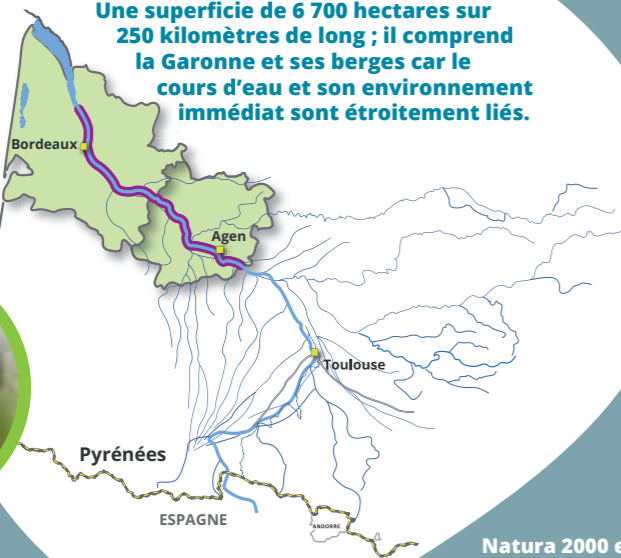 Une superficie de 6 700 hectares sur
250 kilomètres de long ; il comprend
la Garonne et ses berges car le
cours d’eau et son environnement
immédiat sont étroitement liés.
Bordeaux
Agen
Toulouse
Pyrénées
ESPAGNE
ANDORRE
Natura 2000 e